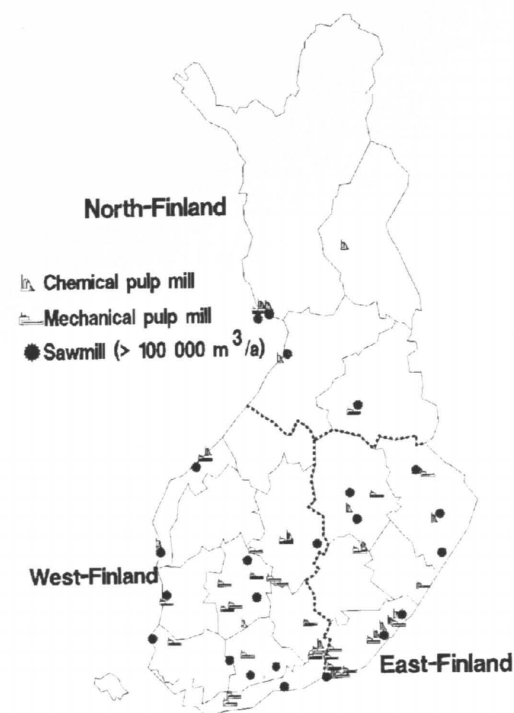 North-Finland
Chemical pulp mill
Mechanical pulp mill
Sawmill (> 100 000 m³/a)
West-Finland
East-Finland